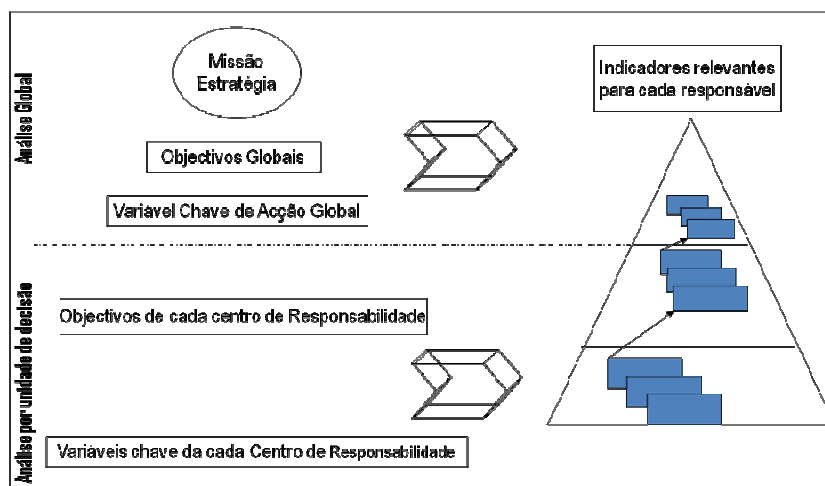 Análise Global
Missão
Estratégia
Objectivos Globais
Variável Chave de Acção Global
Indicadores relevantes
para cada responsável
Análise por unidade de decisão
Objectivos de cada centro de Responsabilidade
Variáveis chave da cada Centro de Responsabilidade